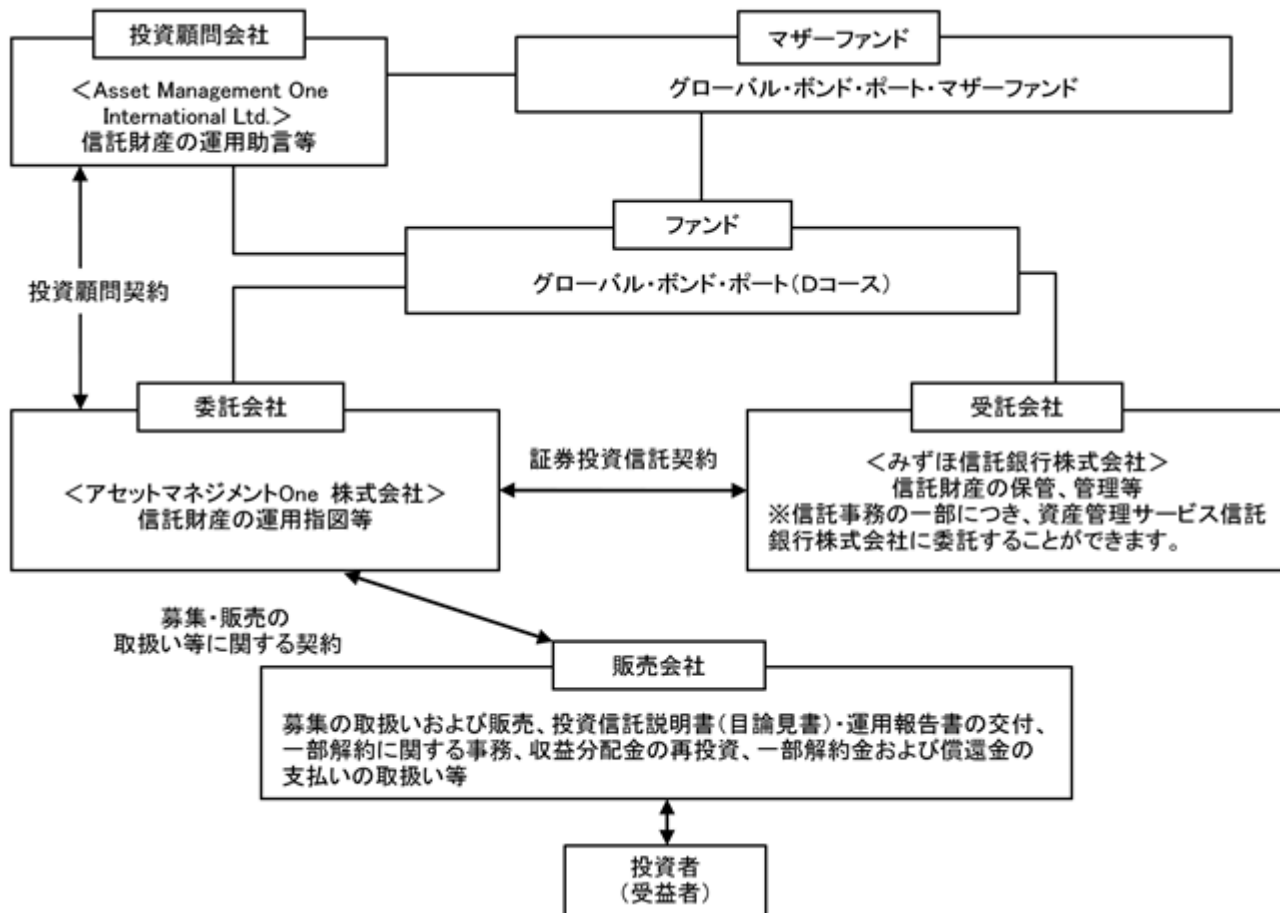 投資顧問会社
＜Asset Management One
International Ltd.＞
信託財産の運用助言等
マザーファンド
グローバル・ボンド・ポート・マザーファンド
ファンド
グローバル・ボンド・ポート（Dコース）
投資顧問契約
委託会社
＜アセットマネジメントOne 株式会社＞
信託財産の運用指図等
証券投資信託契約
受託会社
＜みずほ信託銀行株式会社＞
信託財産の保管、管理等
※信託事務の一部につき、資産管理サービス信託
銀行株式会社に委託することができます。
募集・販売の
取扱い等に関する契約
販売会社
募集の取扱いおよび販売、投資信託説明書（目論見書）・運用報告書の交付、
一部解約に関する事務、収益分配金の再投資、一部解約金および償還金の
支払いの取扱い等
投資者
（受益者）